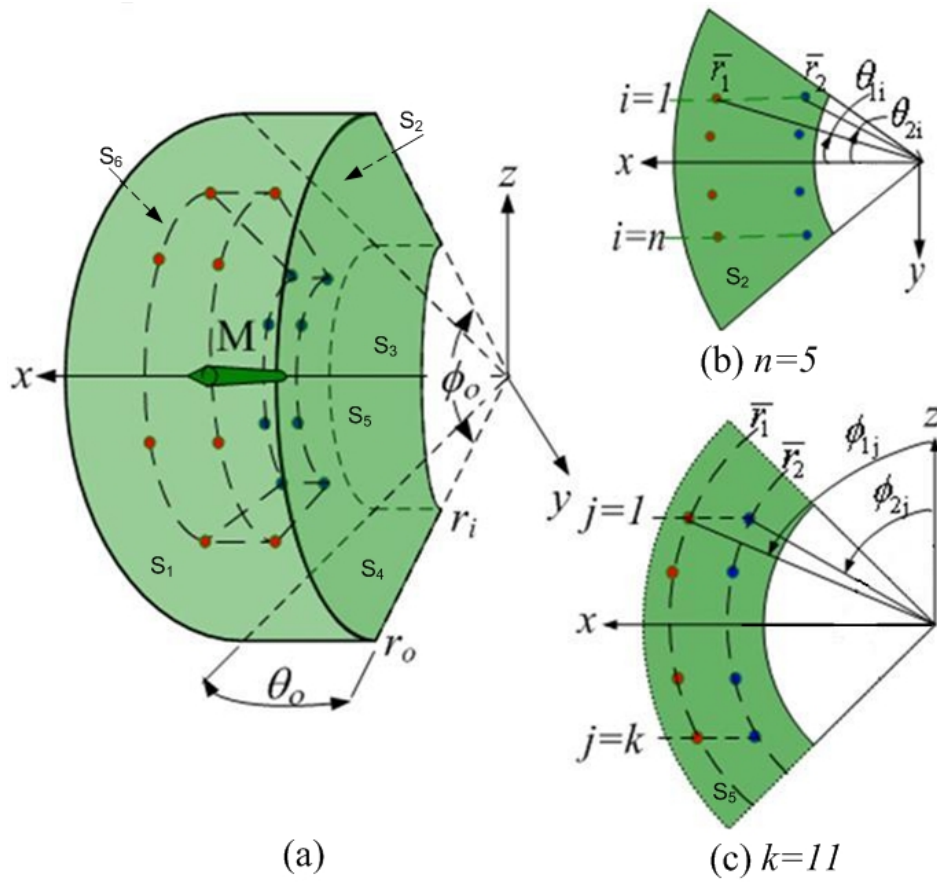 S₆
S₂
z
M
x
S₃
ϕₒ
S₅
y
rᵢ
S₁
S₄
rₒ
θₒ
(a)
r̅₁
r̅₂
θ₁ᵢ
i=1
θ₂ᵢ
x
i=n
S₂
y
(b) n=5
r̅₁
ϕ₁ⱼ
z
r̅₂
j=1
ϕ₂ⱼ
x
j=k
S₅
(c) k=11